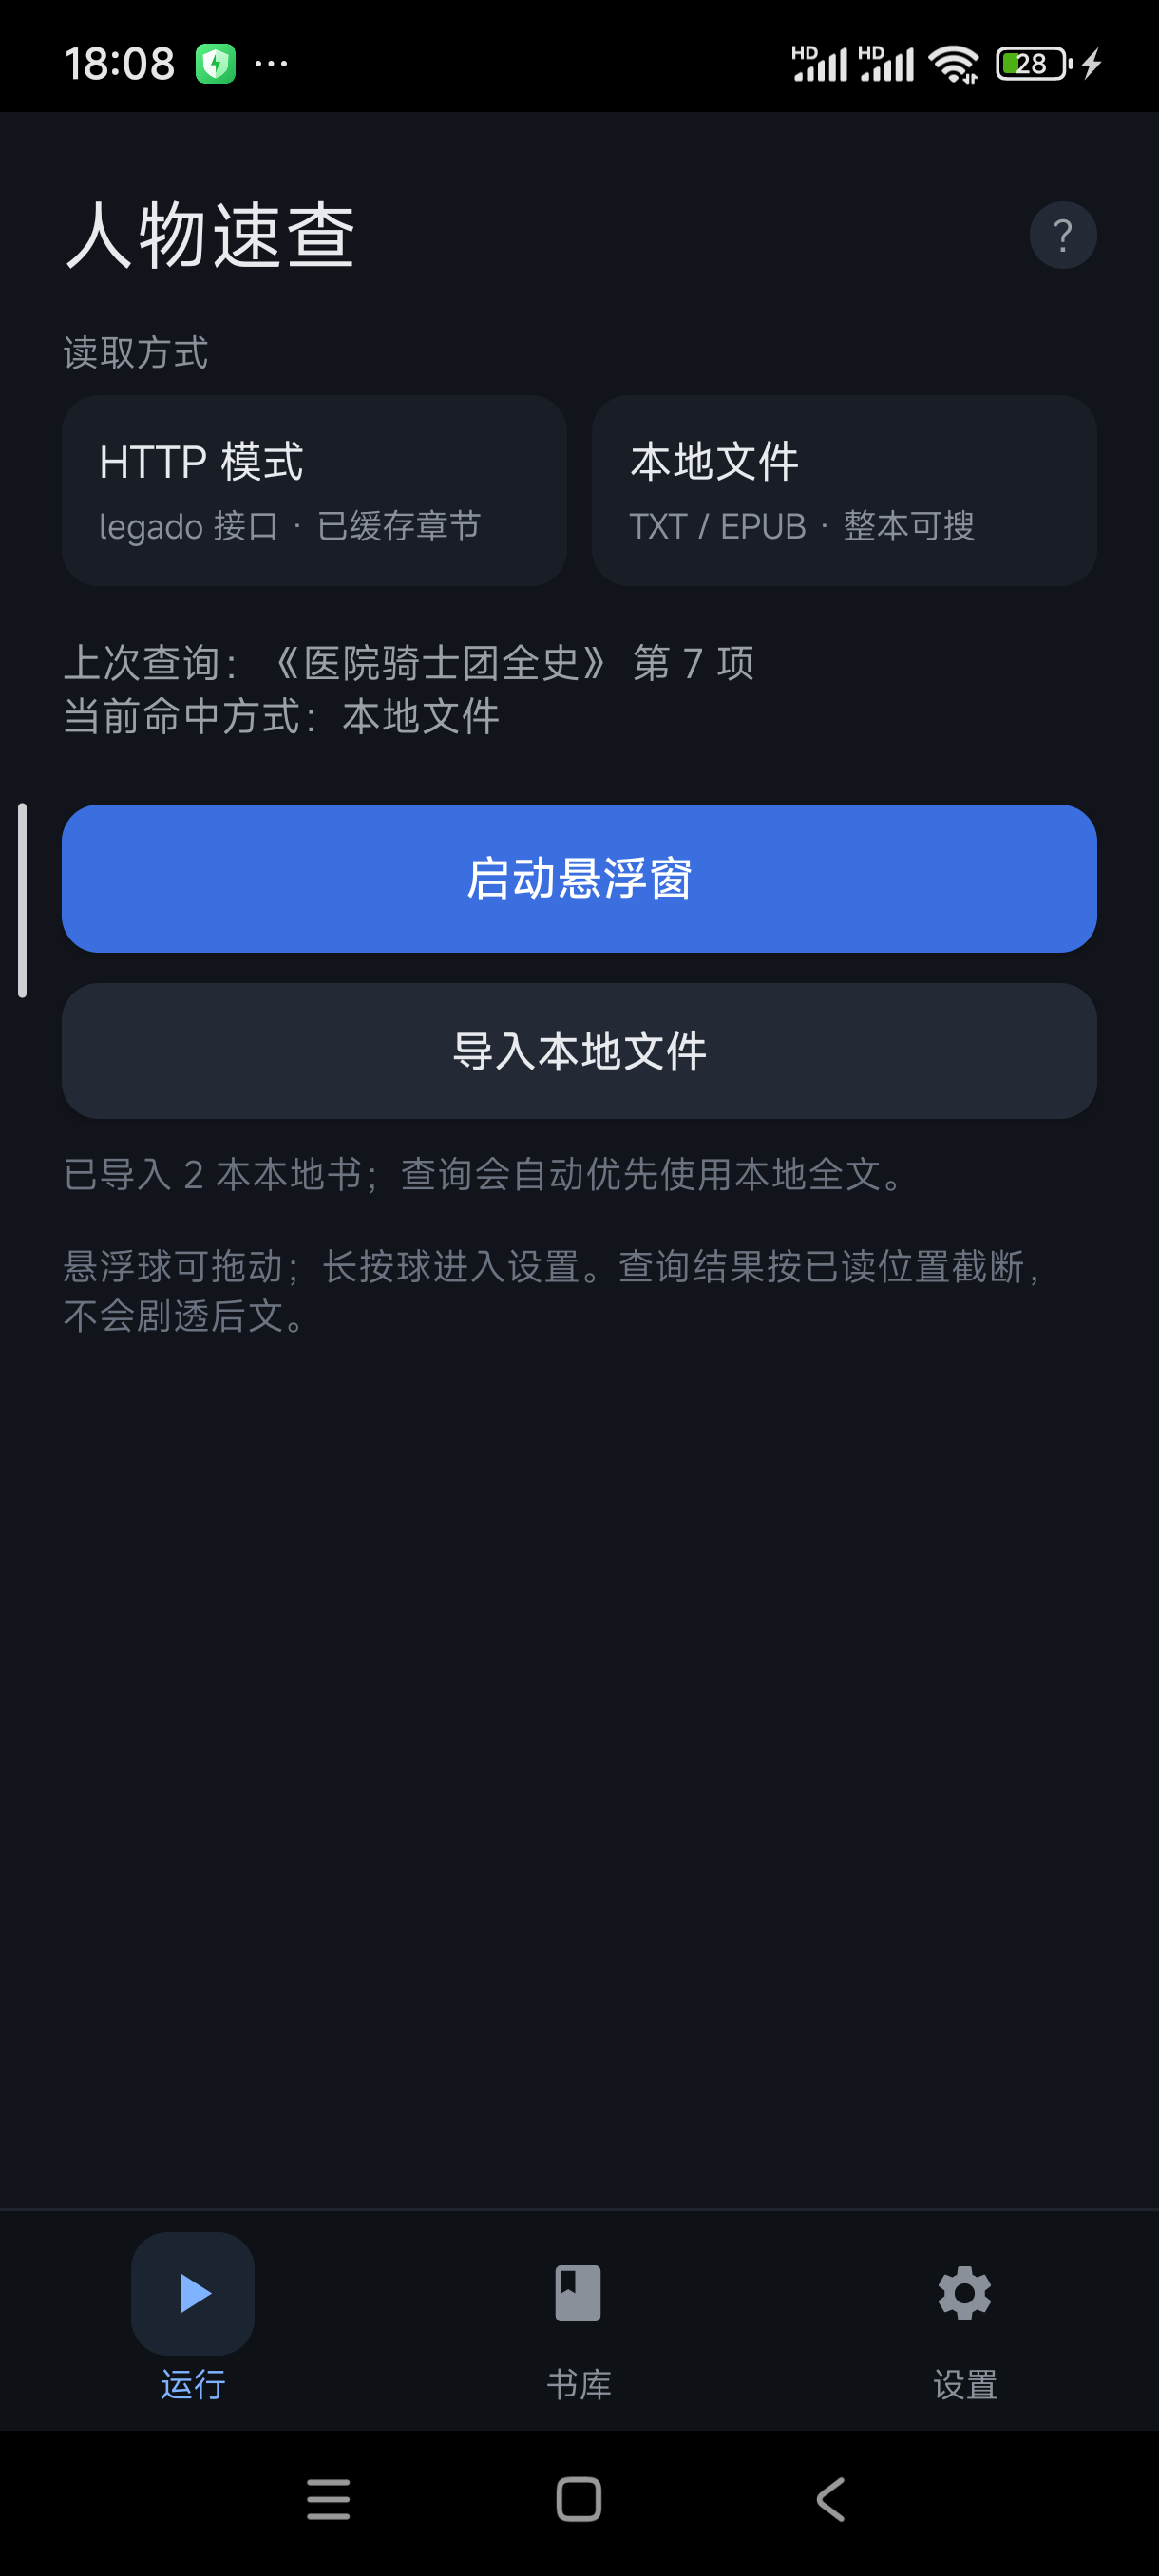 18:08 ... HD HD 28
人物速查
?
读取方式
HTTP 模式
legado 接口 · 已缓存章节
本地文件
TXT / EPUB · 整本可搜
上次查询：《医院骑士团全史》 第 7 项
当前命中方式：本地文件
启动悬浮窗
导入本地文件
已导入 2 本本地书；查询会自动优先使用本地全文。
悬浮球可拖动；长按球进入设置。查询结果按已读位置截断，
不会剧透后文。
运行
书库
设置